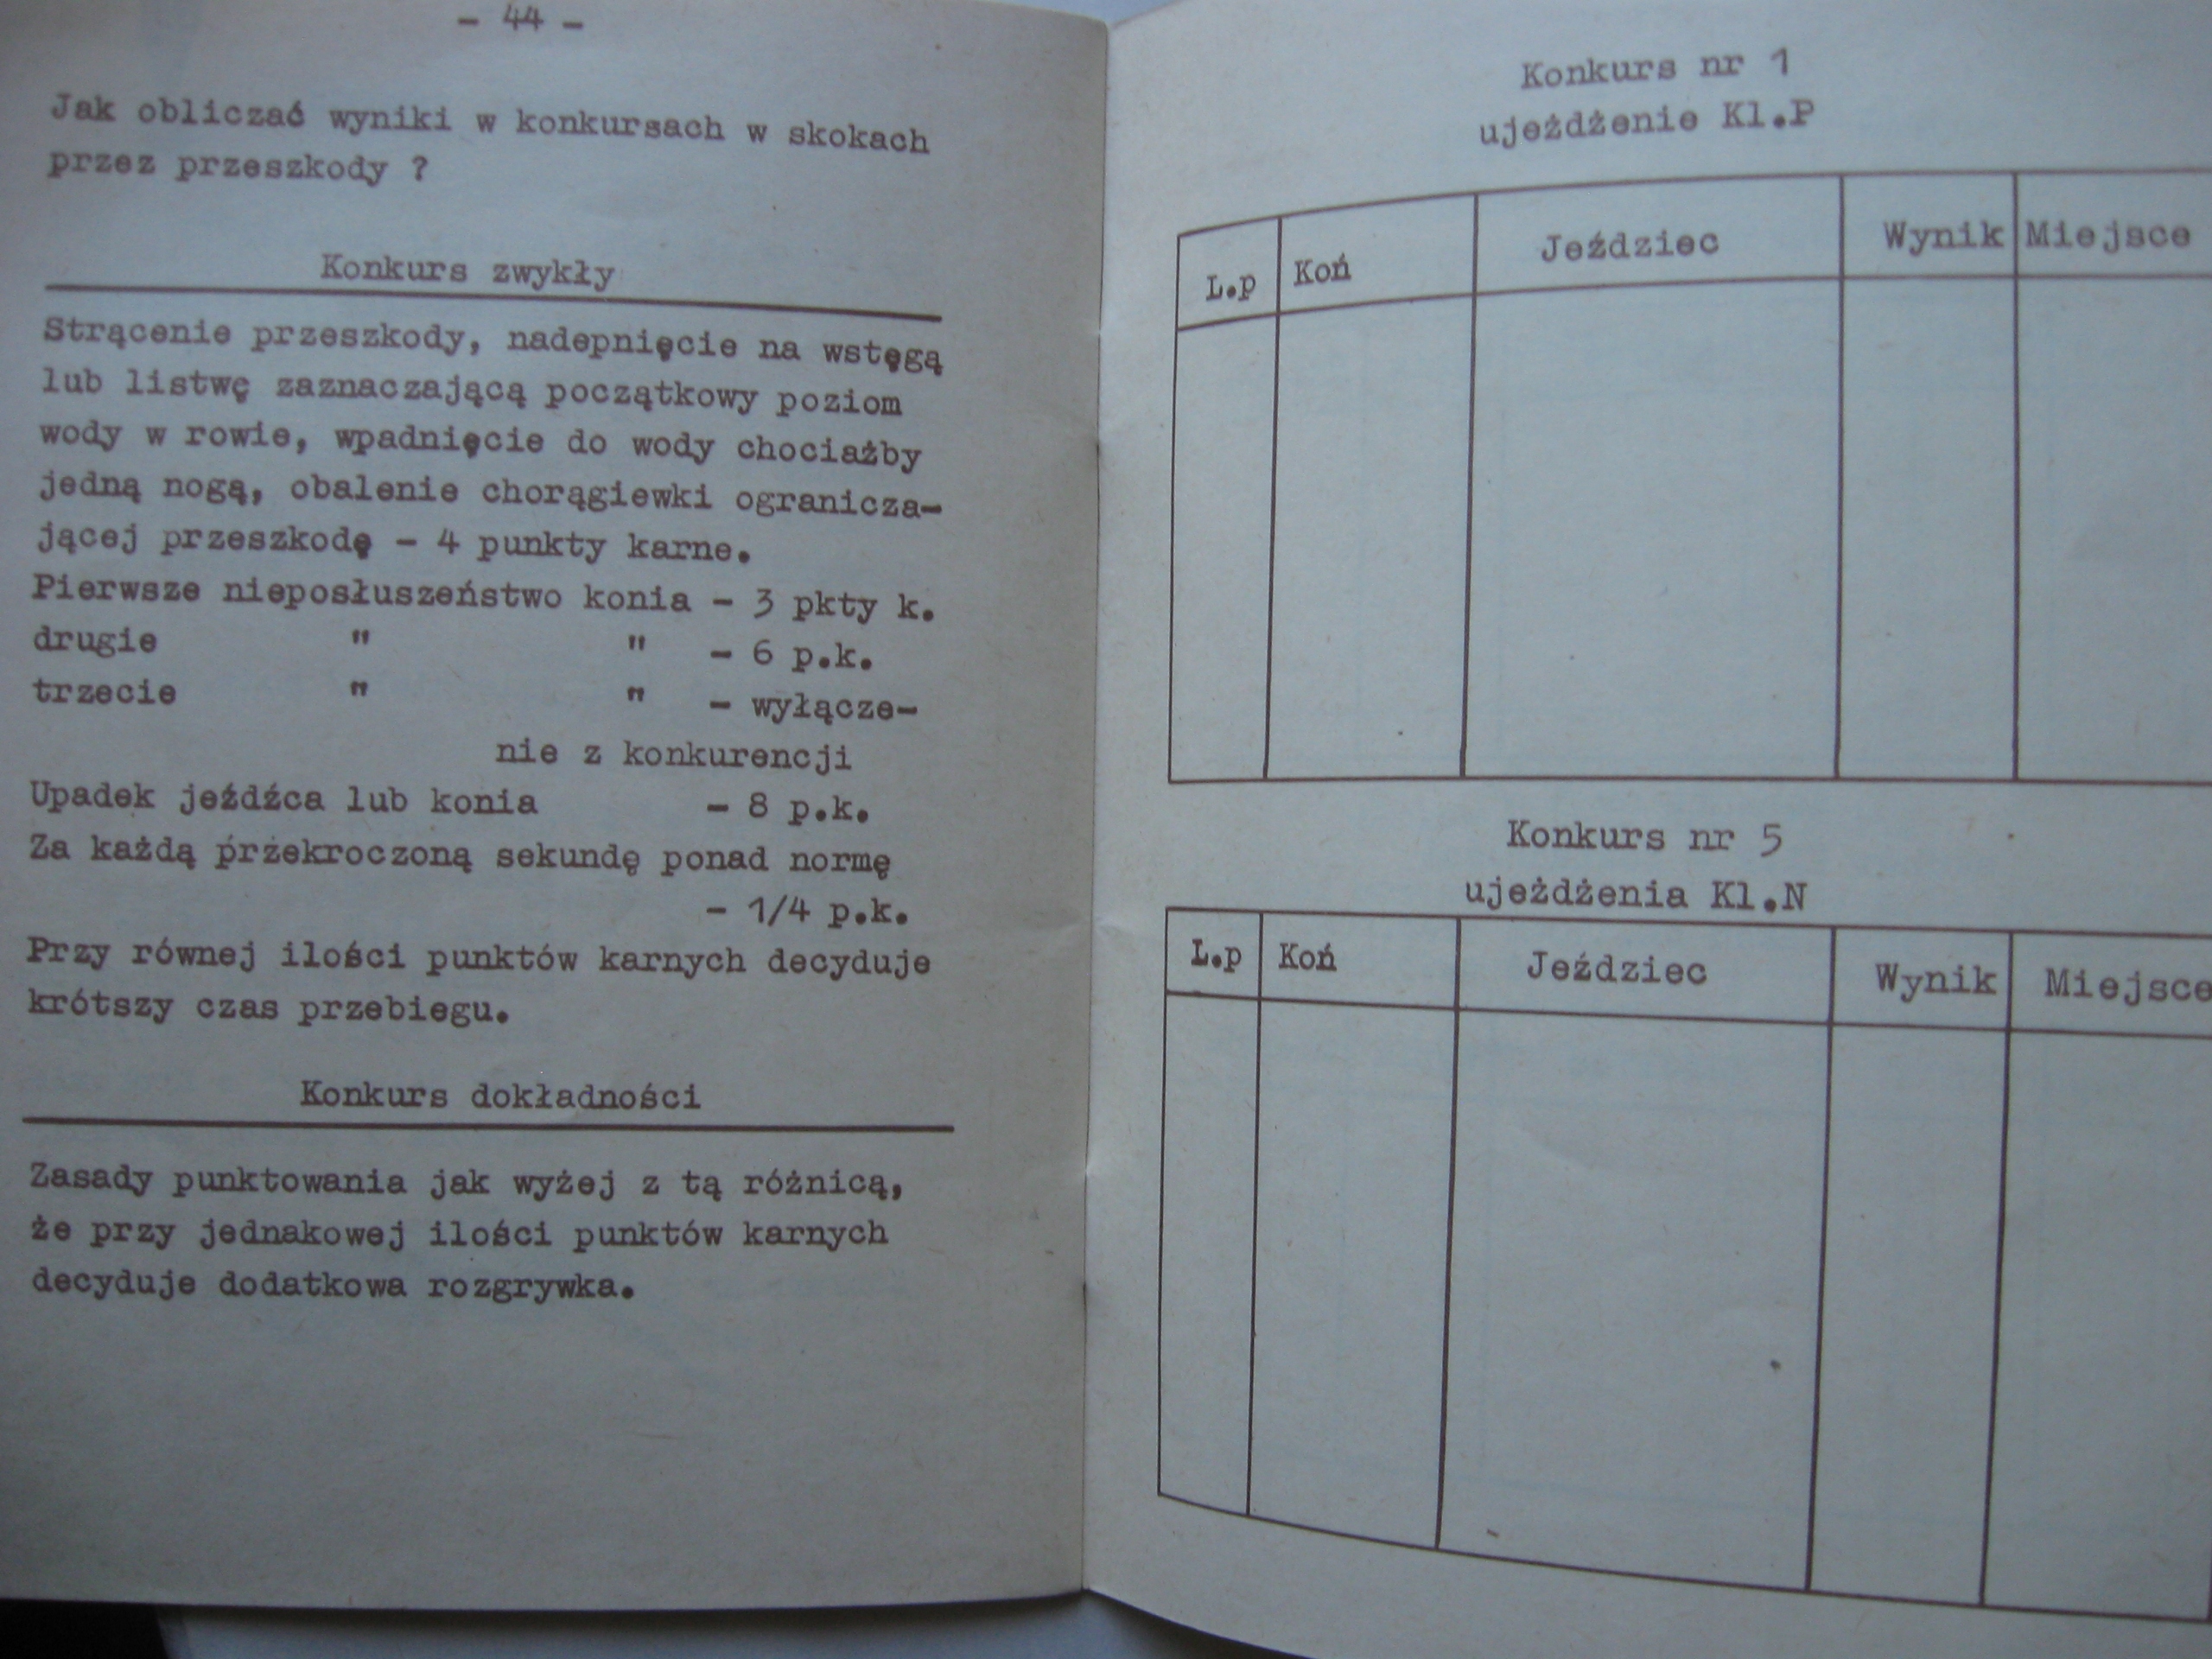 - 44 -
Jak obliczać wyniki w konkursach w skokach
przez przeszkody ?
Konkurs zwykły
Strącenie przeszkody, nadepnięcie na wstęgą
lub listwę zaznaczającą początkowy poziom
wody w rowie, wpadnięcie do wody chociażby
jedną nogą, obalenie chorągiewki ogranicza-
jącej przeszkodę - 4 punkty karne.
Pierwsze nieposłuszeństwo konia - 3 pkty k.
drugie " " - 6 p.k.
trzecie " " - wyłącze-
nie z konkurencji
Upadek jeźdźca lub konia - 8 p.k.
Za każdą przekroczoną sekundę ponad normę
- 1/4 p.k.
Przy równej ilości punktów karnych decyduje
krótszy czas przebiegu.
Konkurs dokładności
Zasady punktowania jak wyżej z tą różnicą,
że przy jednakowej ilości punktów karnych
decyduje dodatkowa rozgrywka.
Konkurs nr 1
ujeżdżenie Kl.P
L.p Koń Jeździec Wynik Miejsce
Konkurs nr 5
ujeżdżenia Kl.N
L.p Koń Jeździec Wynik Miejsce